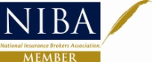 NIBA
National Insurance Brokers Association
MEMBER